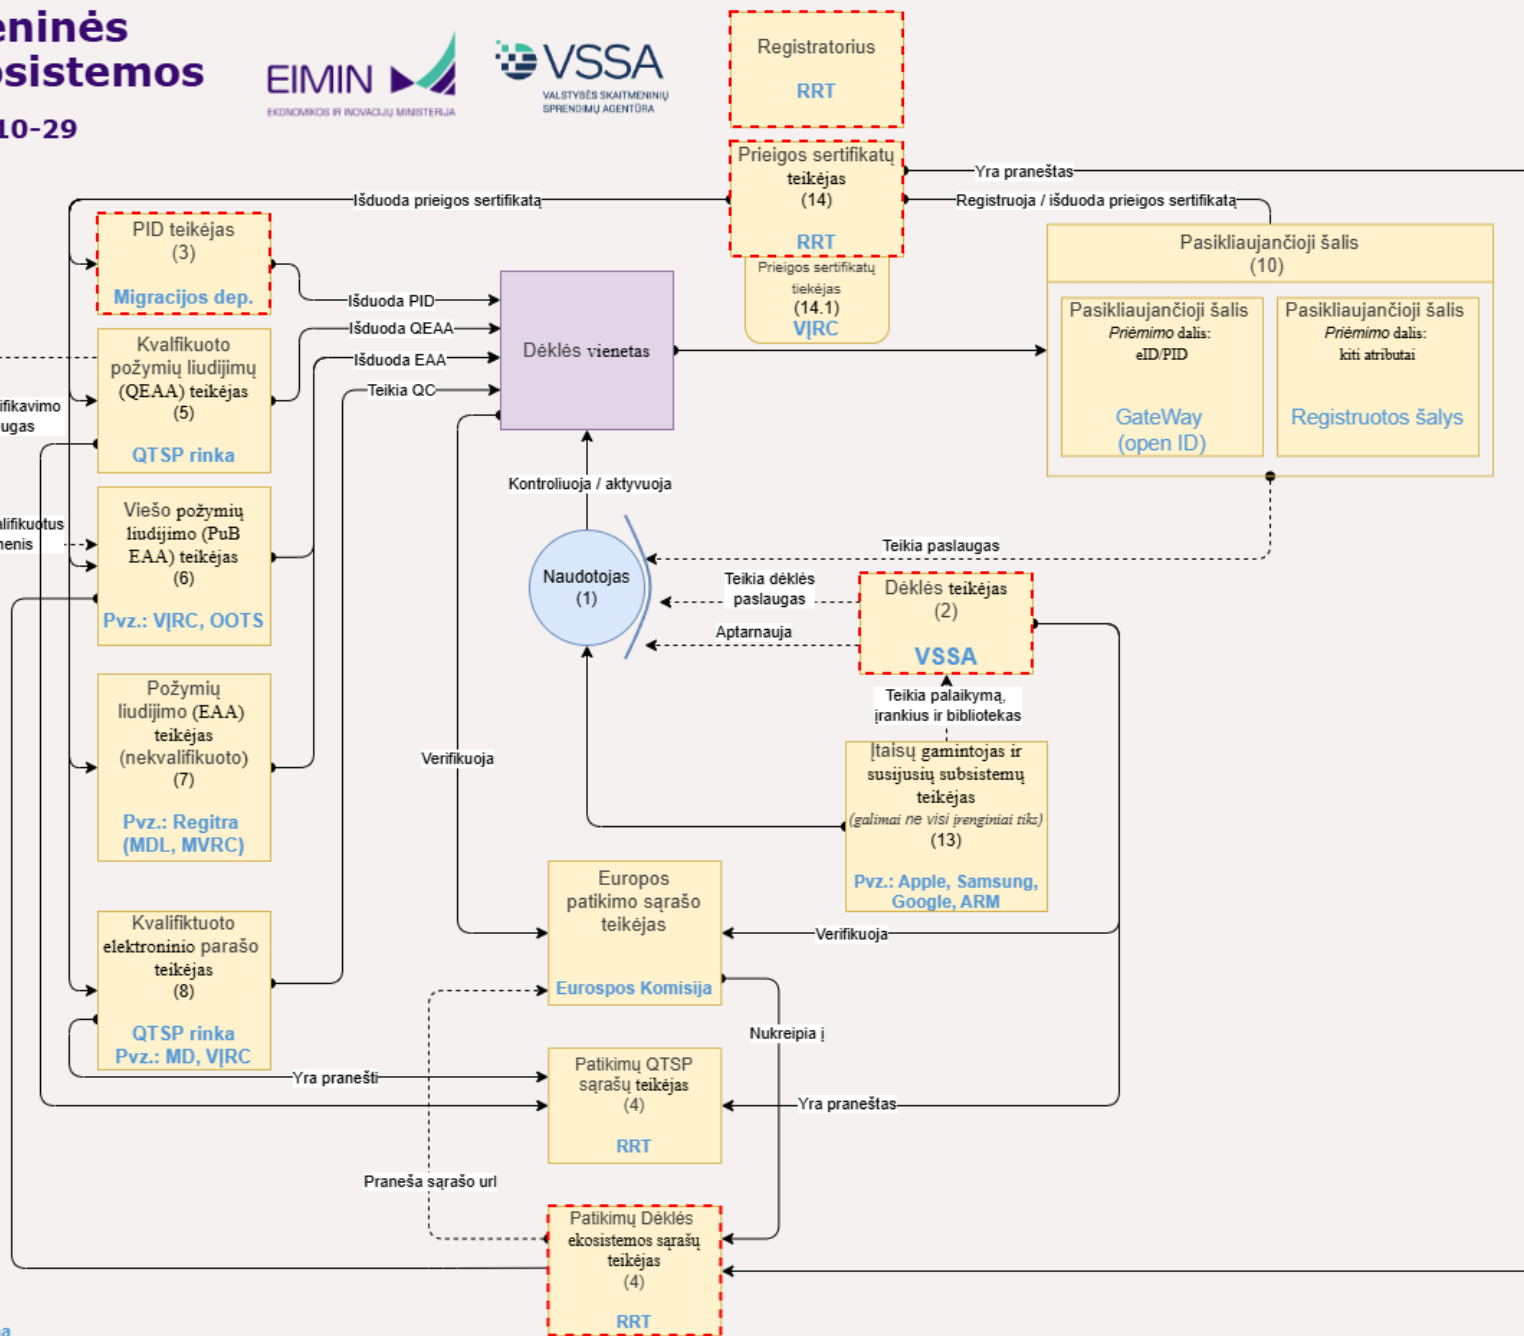 eninės
osistemos
10-29
EIMIN
EKONOMIKOS IR INOVACIJŲ MINISTERIJA
VSSA
VALSTYBĖS SKAITMENINIŲ
SPRENDIMŲ AGENTŪRA
Registratorius
RRT
Prieigos sertifikatų
teikėjas
(14)
RRT
Prieigos sertifikatų
tiekėjas
(14.1)
VĮRC
Yra praneštas
Išduoda prieigos sertifikatą
Registruoja / išduoda prieigos sertifikatą
PID teikėjas
(3)
Migracijos dep.
Išduoda PID
Išduoda QEAA
Išduoda EAA
Teikia QC
Dėklės vienetas
Pasikliaujančioji šalis
(10)
Pasikliaujančioji šalis
Priėmimo dalis:
eID/PID
GateWay
(open ID)
Pasikliaujančioji šalis
Priėmimo dalis:
kiti atributai
Registruotos šalys
Kvalfikuoto
požymių liudijimų
(QEAA) teikėjas
(5)
QTSP rinka
ifikavimo
ugas
Viešo požymių
liudijimo (PuB
EAA) teikėjas
(6)
Pvz.: VĮRC, OOTS
alifikuotus
nenis
Kontroliuoja / aktyvuoja
Naudotojas
(1)
Teikia paslaugas
Teikia dėklės
paslaugas
Aptarnauja
Dėklės teikėjas
(2)
VSSA
Teikia palaikymą,
įrankius ir bibliotekas
Požymių
liudijimo (EAA)
teikėjas
(nekvalifikuoto)
(7)
Pvz.: Regitra
(MDL, MVRC)
Verifikuoja
Įtaisų gamintojas ir
susijusių subsistemų
teikėjas
(galimai ne visi įrenginiai tiks)
(13)
Pvz.: Apple, Samsung,
Google, ARM
Europos
patikimo sąrašo
teikėjas
Eurospos Komisija
Verifikuoja
Kvalifiktuoto
elektroninio parašo
teikėjas
(8)
QTSP rinka
Pvz.: MD, VĮRC
Nukreipia į
Yra pranešti
Patikimų QTSP
sąrašų teikėjas
(4)
RRT
Yra praneštas
Praneša sąrašo url
Patikimų Dėklės
ekosistemos sąrašų
teikėjas
(4)
RRT